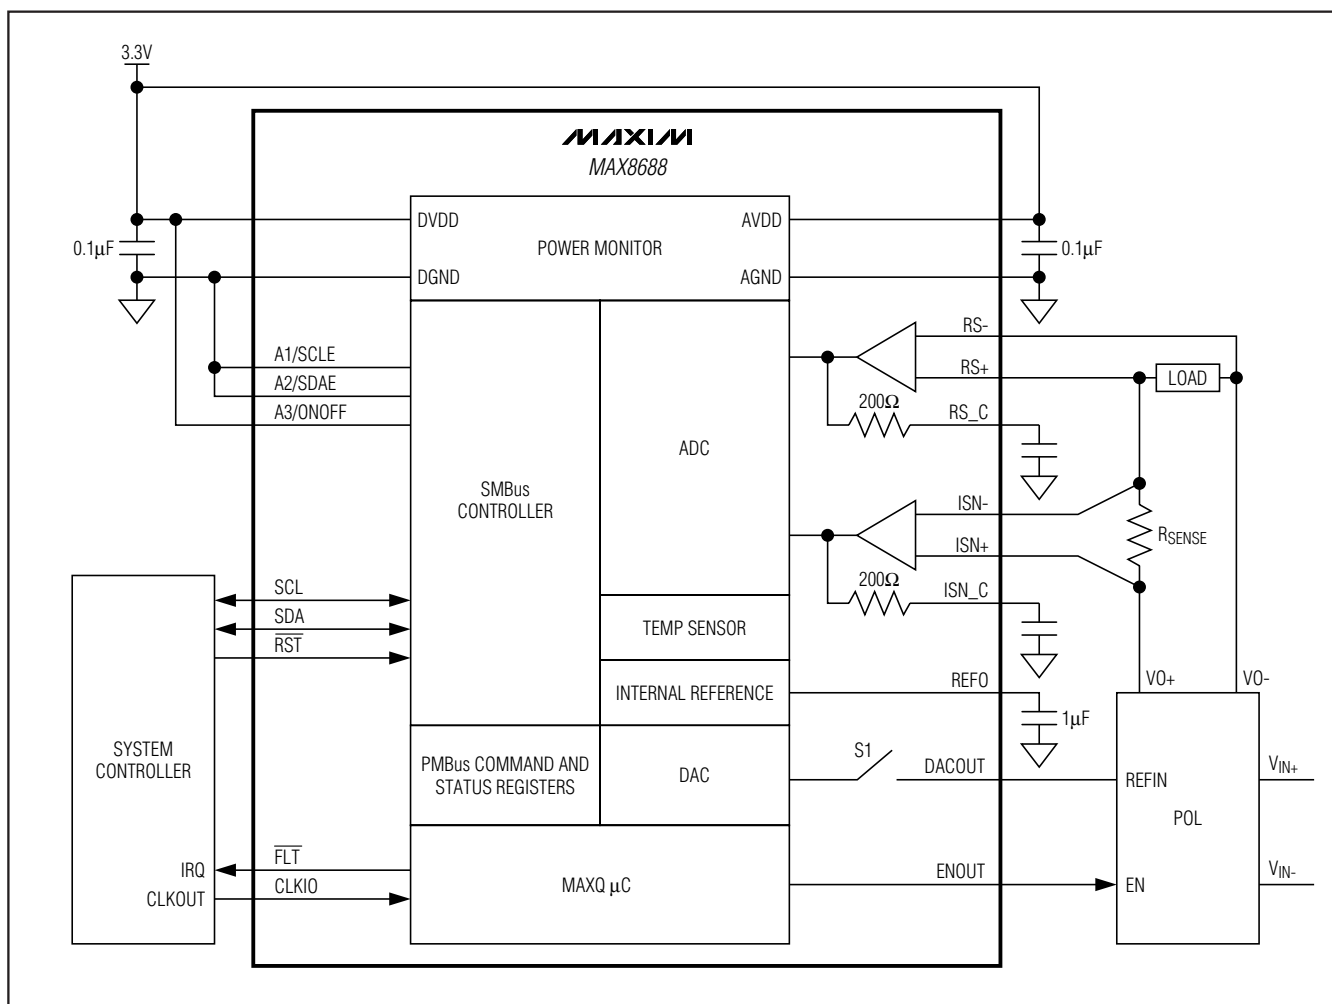 3.3V
MAXIM
MAX8688
DVDD
AVDD
0.1µF
POWER MONITOR
0.1µF
DGND
AGND
RS-
A1/SCLE
RS+
LOAD
A2/SDAE
200Ω
A3/ONOFF
RS_C
ADC
SMBus
CONTROLLER
ISN-
RSENSE
ISN+
200Ω
SCL
ISN_C
SDA
TEMP SENSOR
RST
VO+
VO-
REFO
INTERNAL REFERENCE
1µF
SYSTEM
CONTROLLER
S1
PMBus COMMAND AND
STATUS REGISTERS
DAC
DACOUT
VIN+
REFIN
POL
FLT
IRQ
ENOUT
VIN-
CLKIO
MAXQ µC
EN
CLKOUT